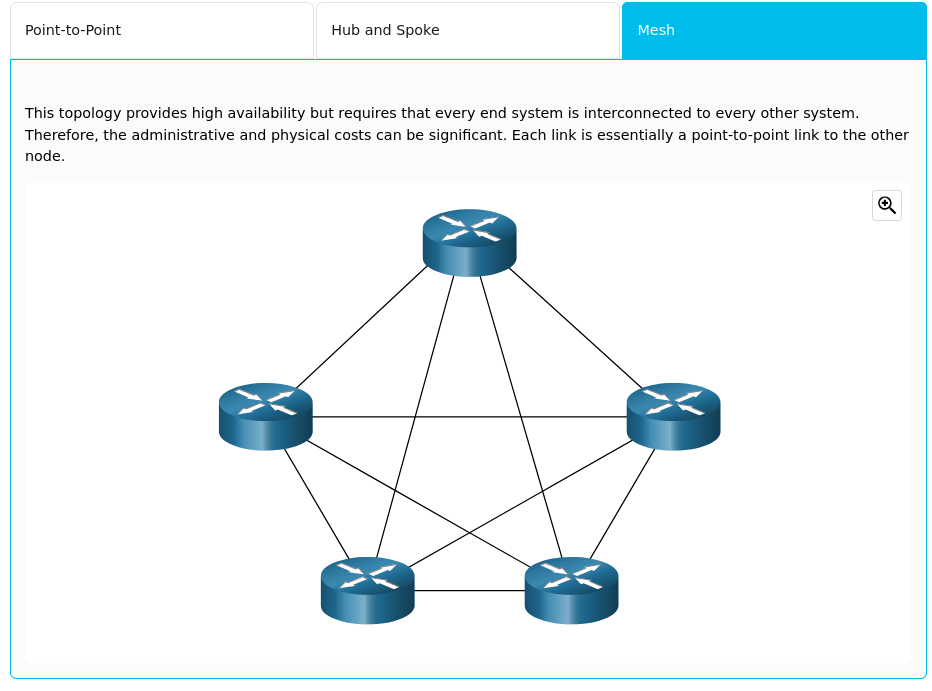 Point-to-Point
Hub and Spoke
Mesh
This topology provides high availability but requires that every end system is interconnected to every other system.
Therefore, the administrative and physical costs can be significant. Each link is essentially a point-to-point link to the other
node.